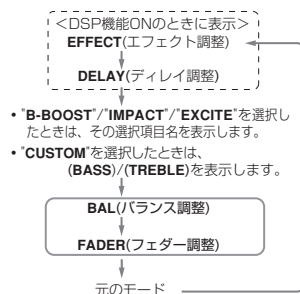 ＜DSP機能ONのときに表示＞
EFFECT(エフェクト調整)
DELAY(ディレイ調整)
• "B-BOOST"/"IMPACT"/"EXCITE"を選択し
たときは、その選択項目名を表示します。
• "CUSTOM"を選択したときは、
(BASS)/(TREBLE)を表示します。
BAL(バランス調整)
FADER(フェダー調整)
元のモード